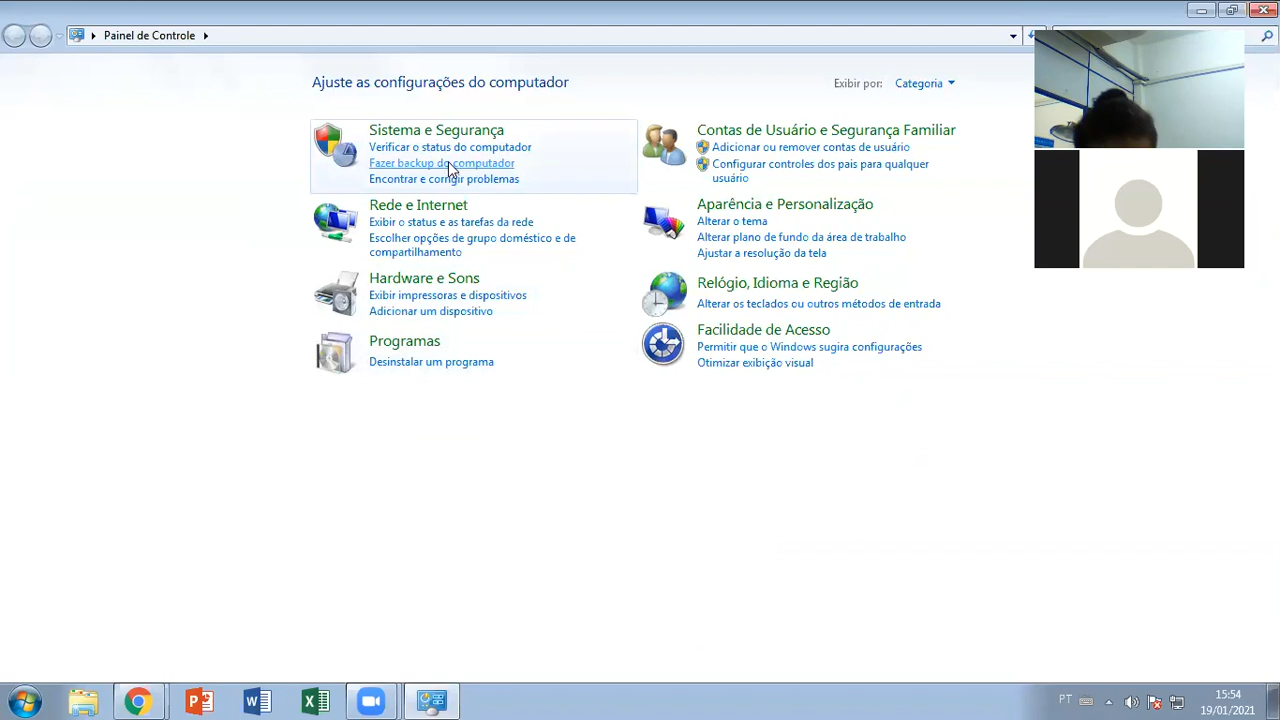 Painel de Controle
Ajuste as configurações do computador
Exibir por: Categoria
Sistema e Segurança
Verificar o status do computador
Fazer backup do computador
Encontrar e corrigir problemas
Rede e Internet
Exibir o status e as tarefas da rede
Escolher opções de grupo doméstico e de
compartilhamento
Hardware e Sons
Exibir impressoras e dispositivos
Adicionar um dispositivo
Programas
Desinstalar um programa
Contas de Usuário e Segurança Familiar
Adicionar ou remover contas de usuário
Configurar controles dos pais para qualquer
usuário
Aparência e Personalização
Alterar o tema
Alterar plano de fundo da área de trabalho
Ajustar a resolução da tela
Relógio, Idioma e Região
Alterar os teclados ou outros métodos de entrada
Facilidade de Acesso
Permitir que o Windows sugira configurações
Otimizar exibição visual
PT
15:54
19/01/2021